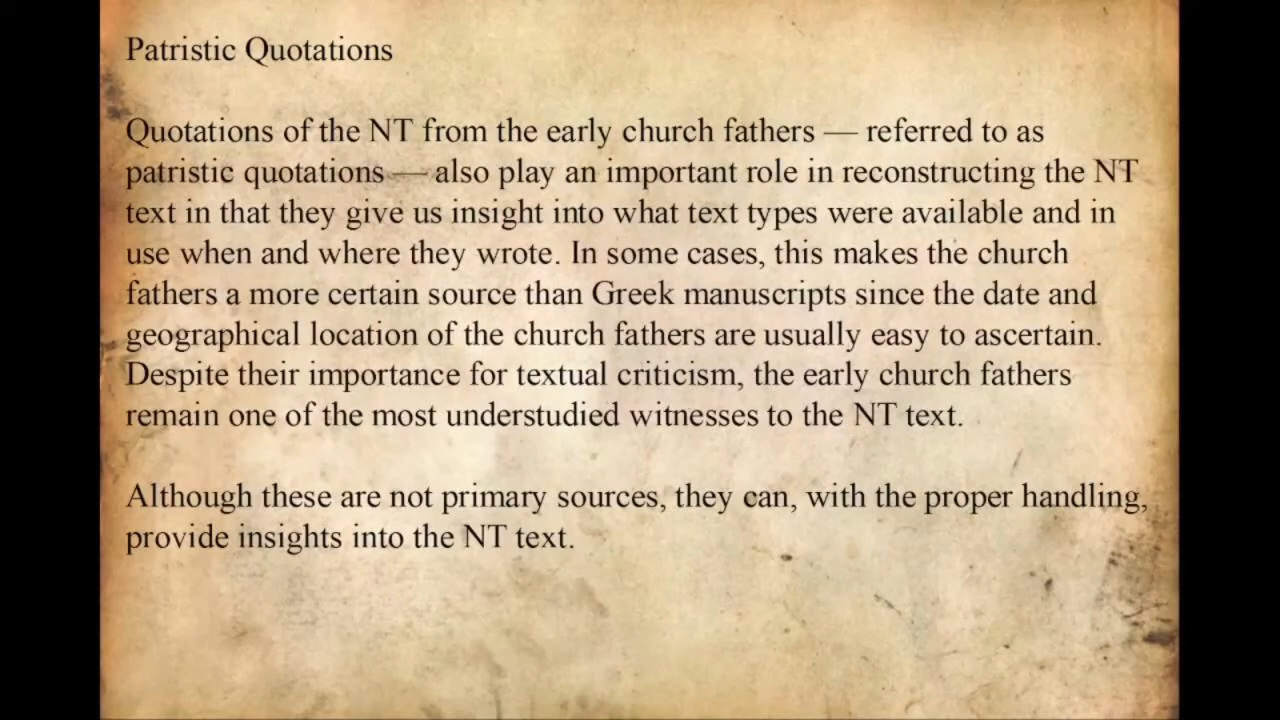 Patristic Quotations
Quotations of the NT from the early church fathers — referred to as
patristic quotations — also play an important role in reconstructing the NT
text in that they give us insight into what text types were available and in
use when and where they wrote. In some cases, this makes the church
fathers a more certain source than Greek manuscripts since the date and
geographical location of the church fathers are usually easy to ascertain.
Despite their importance for textual criticism, the early church fathers
remain one of the most understudied witnesses to the NT text.
Although these are not primary sources, they can, with the proper handling,
provide insights into the NT text.